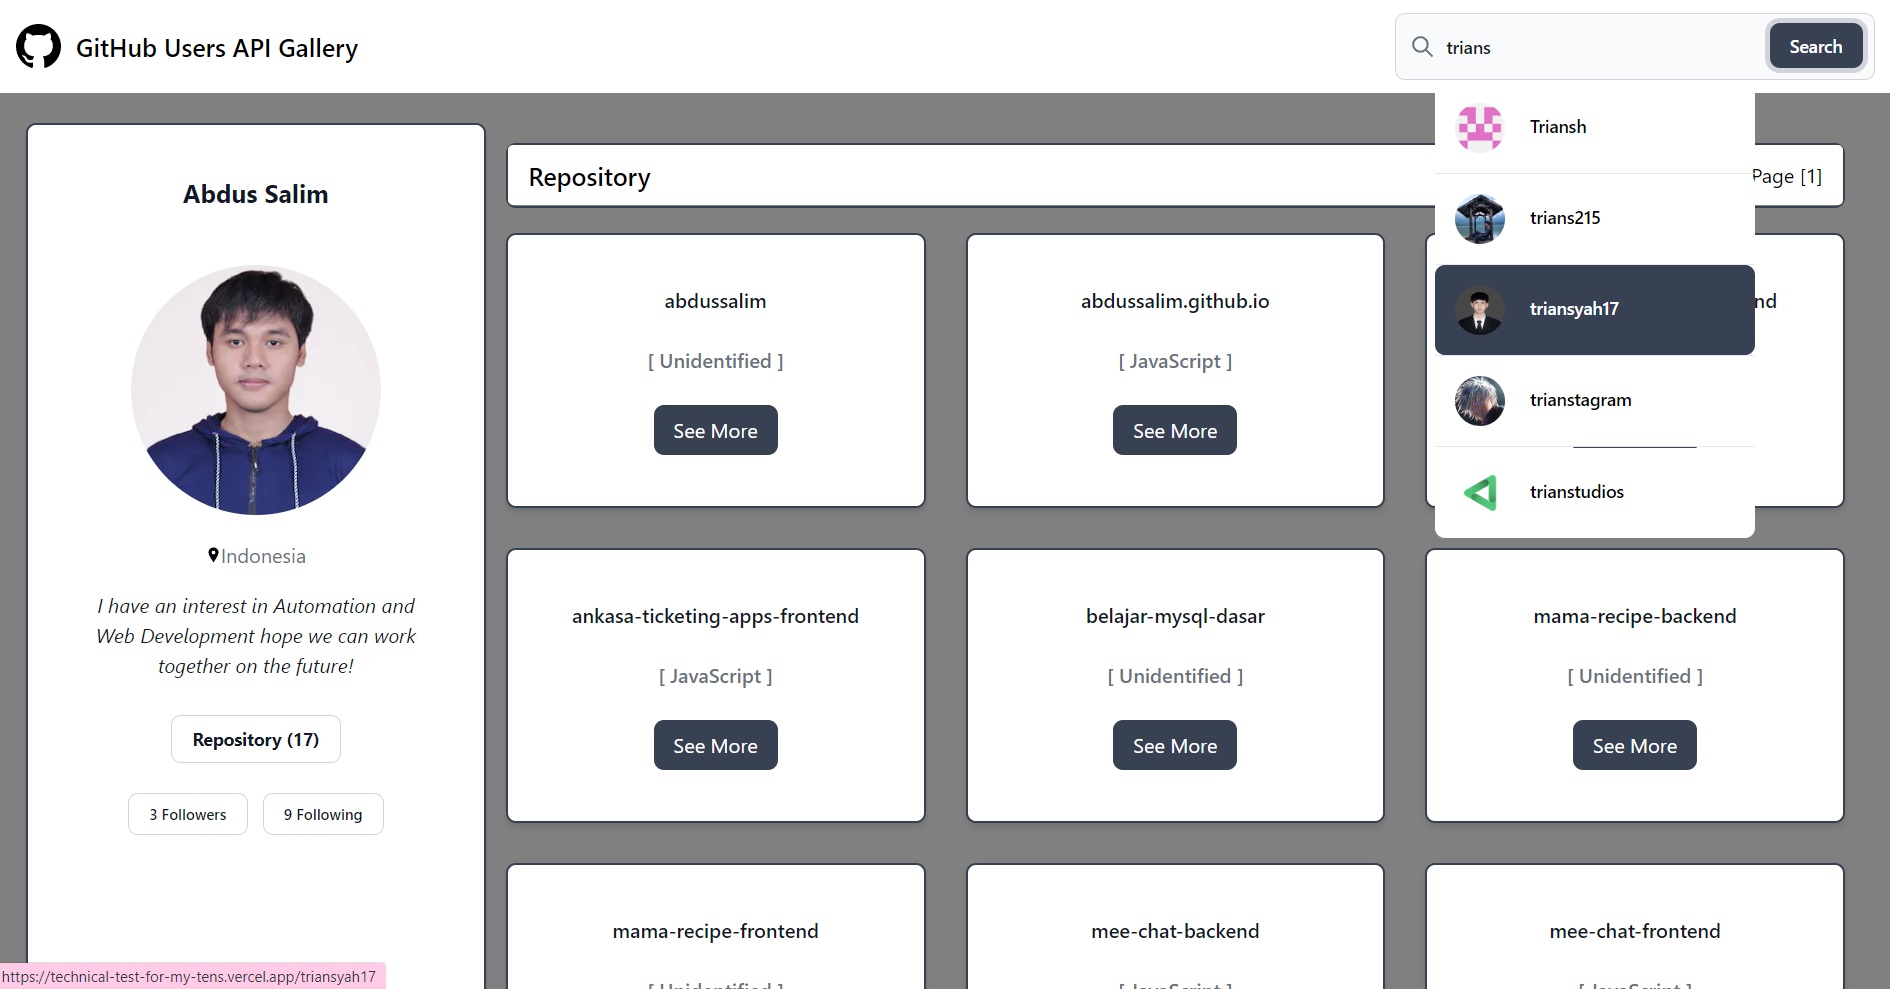 GitHub Users API Gallery
trians
Search
Triansh
trians215
triansyah17
trianstagram
trianstudios
Abdus Salim
Indonesia
I have an interest in Automation and
Web Development hope we can work
together on the future!
Repository (17)
3 Followers
9 Following
Repository
Page [1]
abdussalim
[ Unidentified ]
See More
abdussalim.github.io
[ JavaScript ]
See More
nd
ankasa-ticketing-apps-frontend
[ JavaScript ]
See More
belajar-mysql-dasar
[ Unidentified ]
See More
mama-recipe-backend
[ Unidentified ]
See More
mama-recipe-frontend
[ Unidentified ]
mee-chat-backend
[ JavaScript ]
mee-chat-frontend
[ JavaScript ]
https://technical-test-for-my-tens.vercel.app/triansyah17